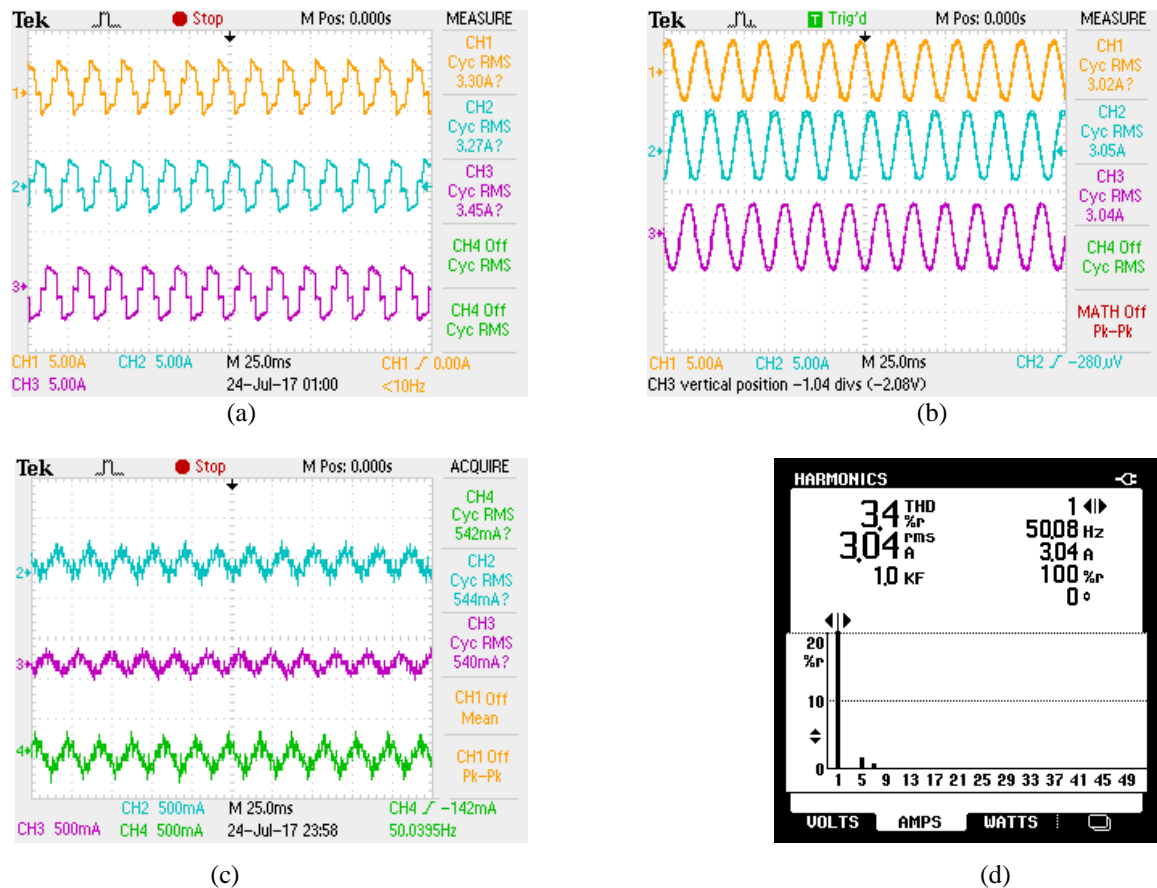 Tek Stop M Pos: 0.000s MEASURE
CH1
Cyc RMS
3.30A?
CH2
Cyc RMS
3.27A?
CH3
Cyc RMS
3.45A?
CH4 Off
Cyc RMS
CH4 Off
Cyc RMS
1
2
3
CH1 5.00A CH2 5.00A M 25.0ms CH1 0.00A
CH3 5.00A 24-Jul-17 01:00 <10Hz
(a)
Tek T Trig'd M Pos: 0.000s MEASURE
CH1
Cyc RMS
3.02A?
CH2
Cyc RMS
3.05A
CH3
Cyc RMS
3.04A
CH4 Off
Cyc RMS
MATH Off
Pk-Pk
1
2
3
CH1 5.00A CH2 5.00A M 25.0ms CH2 -280µV
CH3 vertical position -1.04 divs (-2.08V)
(b)
Tek Stop M Pos: 0.000s ACQUIRE
CH4
Cyc RMS
542mA?
CH2
Cyc RMS
544mA?
CH3
Cyc RMS
540mA?
CH1 Off
Mean
CH1 Off
Pk-Pk
2
3
4
CH2 500mA M 25.0ms CH4 -142mA
CH3 500mA CH4 500mA 24-Jul-17 23:58 50.0395Hz
(c)
HARMONICS
3.4 THD %r
3.04 rms A
1.0 KF
1
50.08 Hz
3.04 A
100 %r
0 °
20
%r
10
0
1 5 9 13 17 21 25 29 33 37 41 45 49
VOLTS AMPS WATTS
(d)